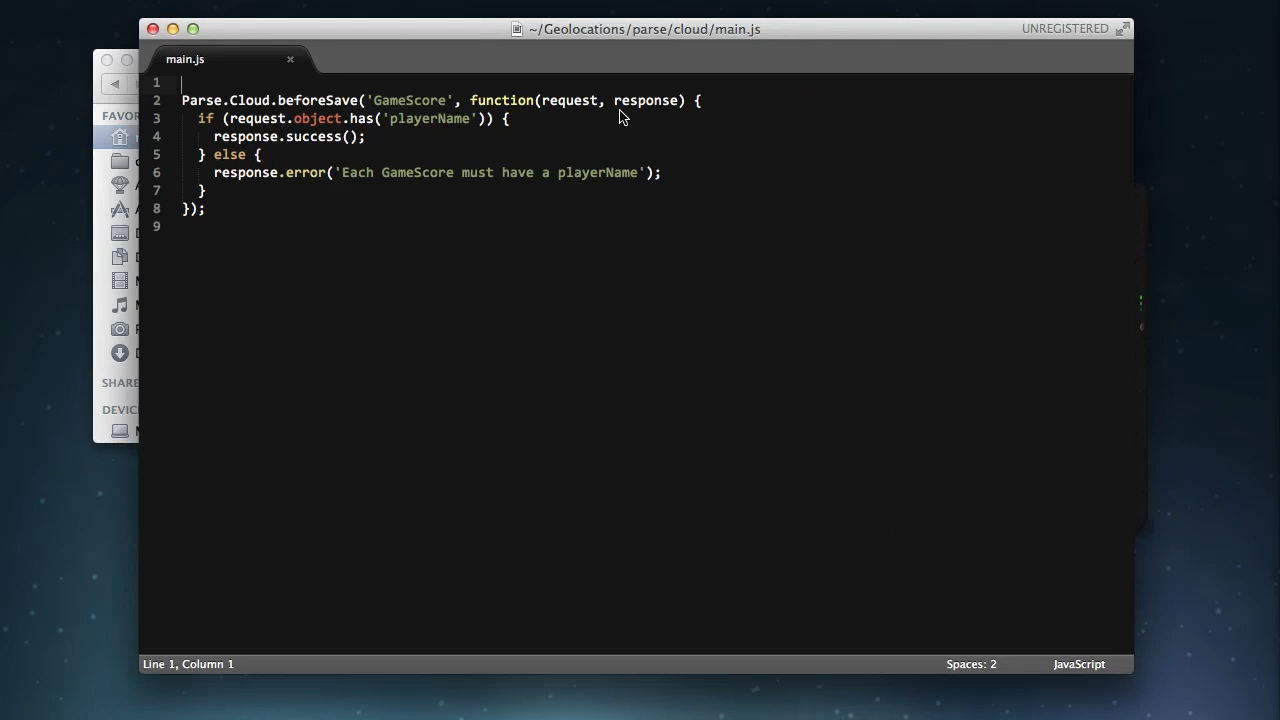 ~/Geolocations/parse/cloud/main.js
UNREGISTERED
main.js
FAVOR
SHARE
DEVIC
1
2 Parse.Cloud.beforeSave('GameScore', function(request, response) {
3 if (request.object.has('playerName')) {
4 response.success();
5 } else {
6 response.error('Each GameScore must have a playerName');
7 }
8 });
9
Line 1, Column 1
Spaces: 2
JavaScript